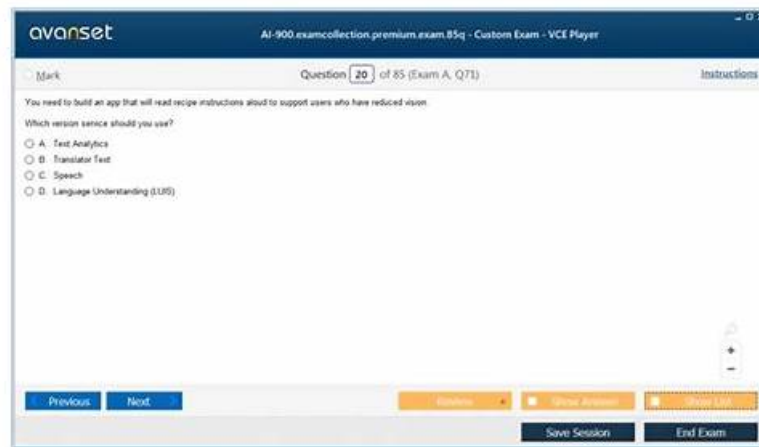 avanset
AI-900.examcollection.premium.exam.85q - Custom Exam - VCE Player
Mark
Question 20 of 85 (Exam A, Q71)
Instructions
You need to build an app that will read recipe instructions aloud to support users who have reduced vision.
Which version service should you use?
A. Text Analytics
B. Translator Text
C. Speech
D. Language Understanding (LUIS)
Previous
Next
Review
Show Answer
Show List
Save Session
End Exam